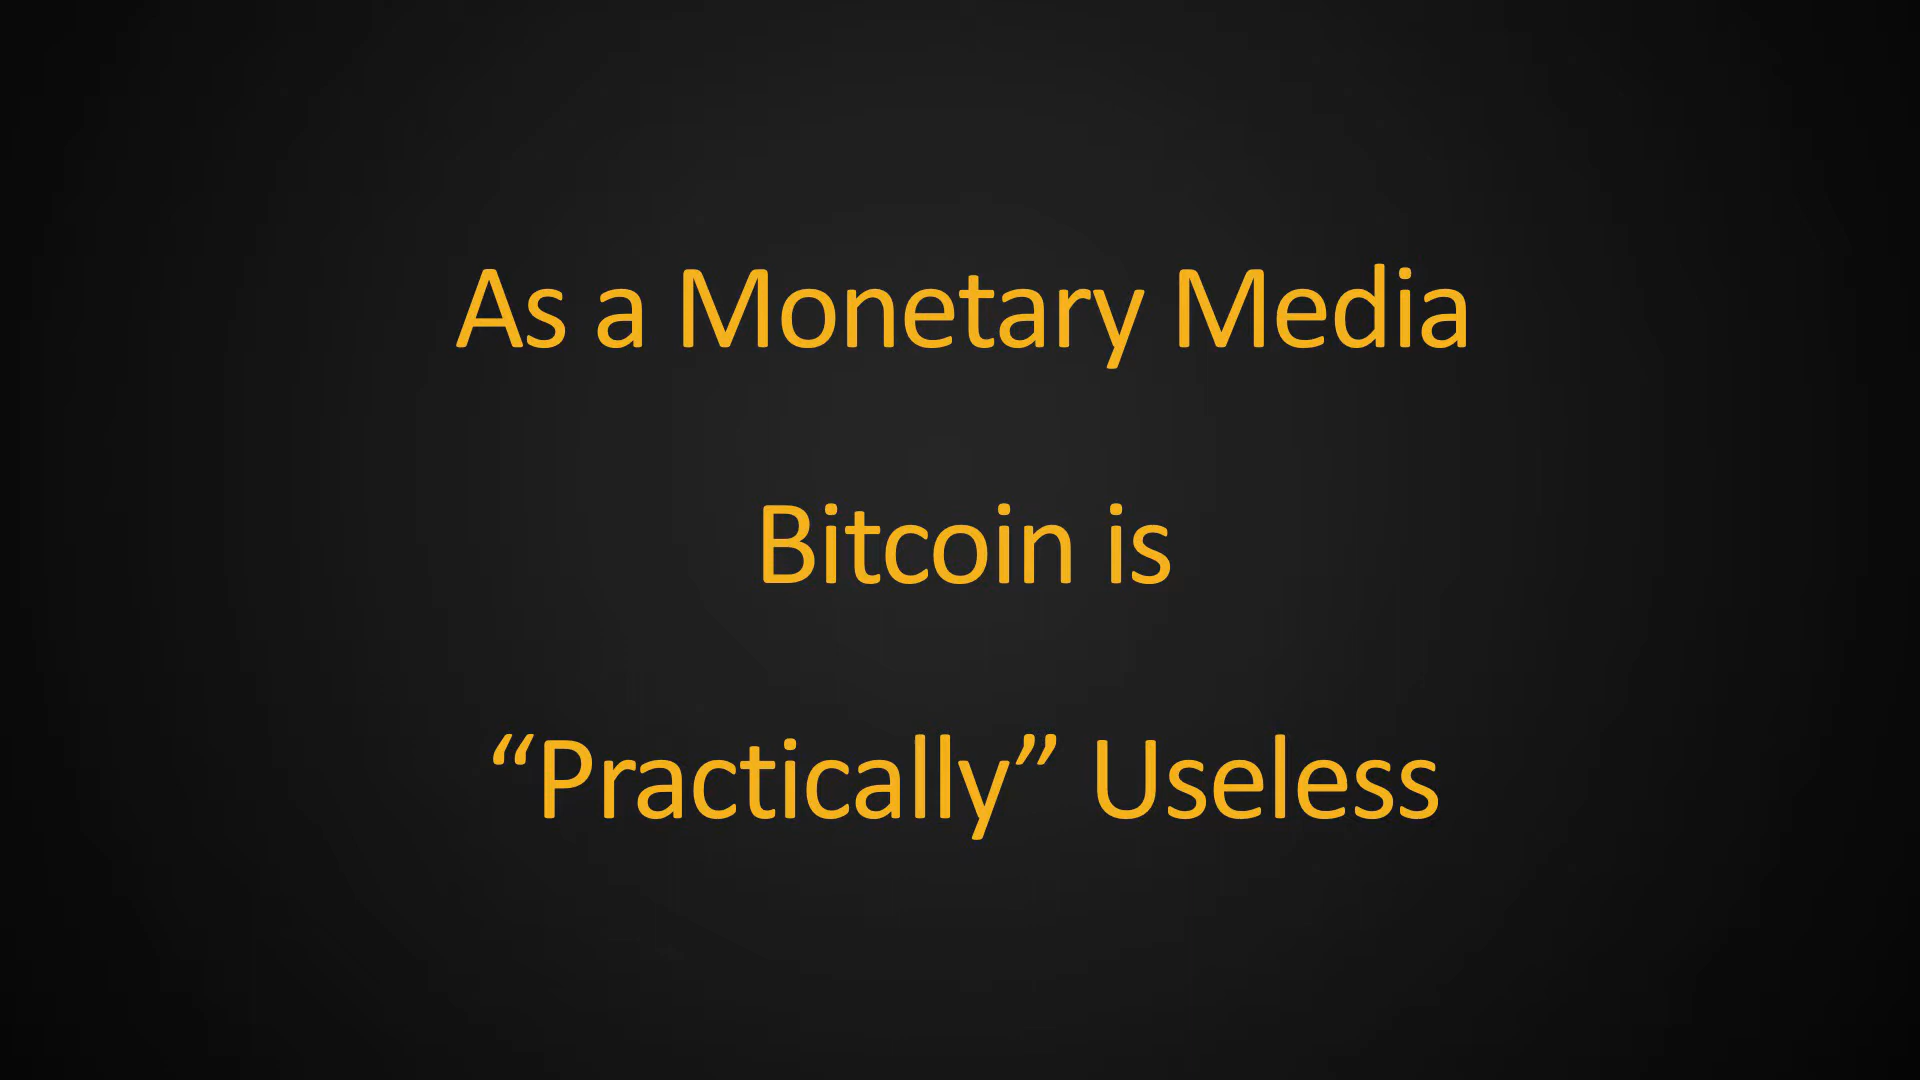 As a Monetary Media
Bitcoin is
“Practically” Useless